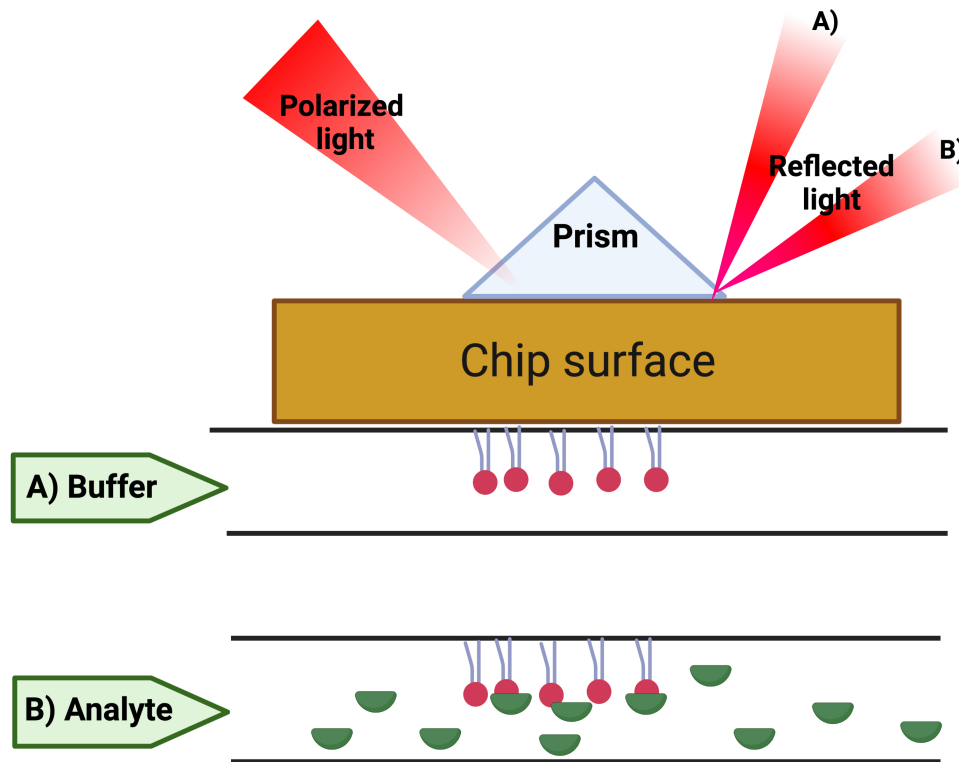 A)
Polarized
light
B)
Reflected
light
Prism
Chip surface
A) Buffer
B) Analyte